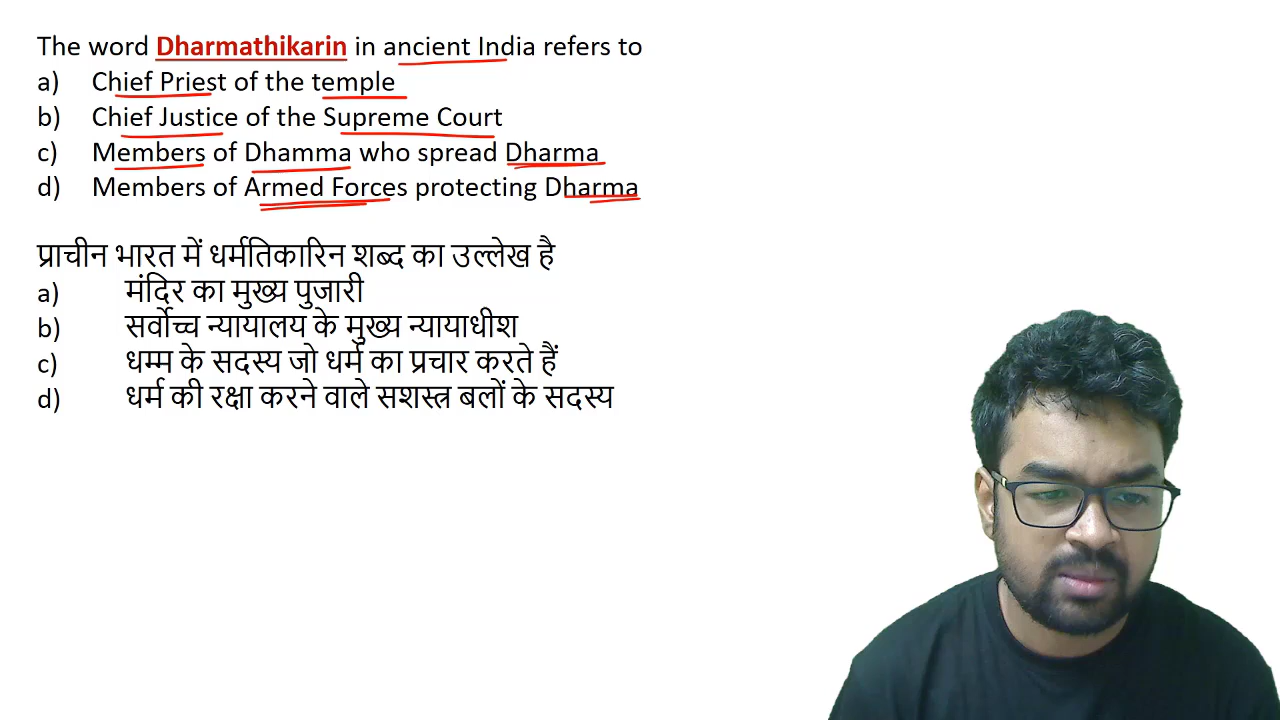 The word Dharmathikarin in ancient India refers to
a) Chief Priest of the temple
b) Chief Justice of the Supreme Court
c) Members of Dhamma who spread Dharma
d) Members of Armed Forces protecting Dharma
प्राचीन भारत में धर्मतिकारिन शब्द का उल्लेख है
a) मंदिर का मुख्य पुजारी
b) सर्वोच्च न्यायालय के मुख्य न्यायाधीश
c) धम्म के सदस्य जो धर्म का प्रचार करते हैं
d) धर्म की रक्षा करने वाले सशस्त्र बलों के सदस्य